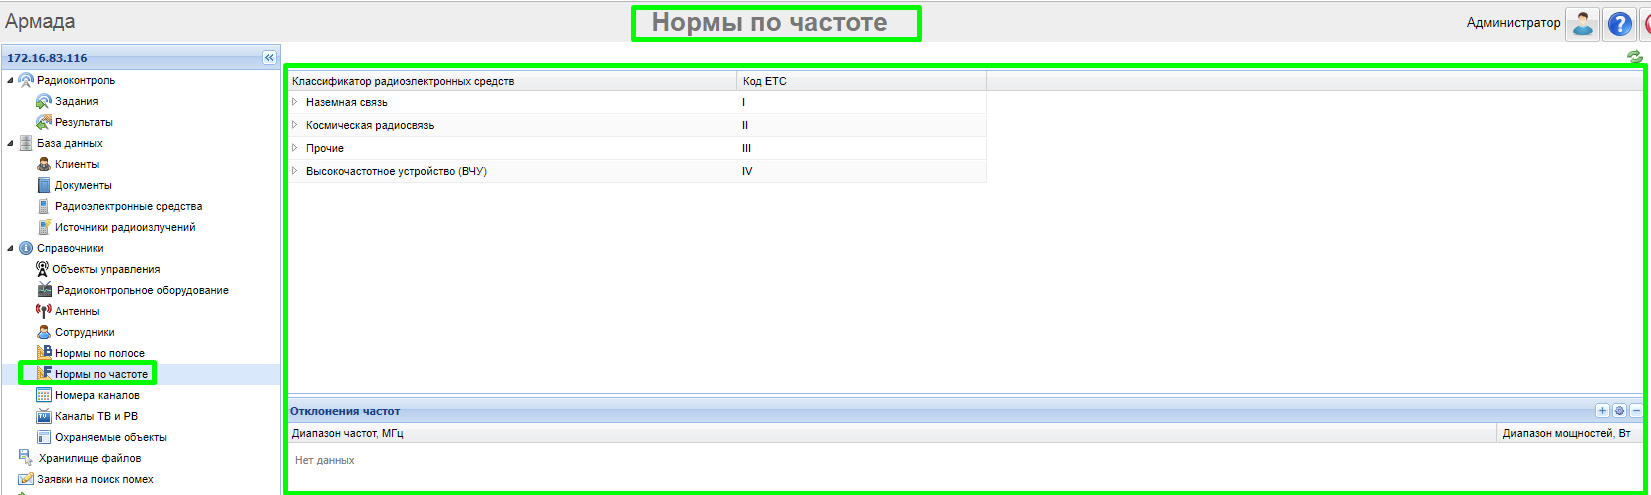 Армада
Нормы по частоте
Администратор
172.16.83.116
Радиоконтроль
Задания
Результаты
База данных
Клиенты
Документы
Радиоэлектронные средства
Источники радиоизлучений
Справочники
Объекты управления
Радиоконтрольное оборудование
Антенны
Сотрудники
Нормы по полосе
Нормы по частоте
Номера каналов
Каналы ТВ и РВ
Охраняемые объекты
Хранилище файлов
Заявки на поиск помех
Классификатор радиоэлектронных средств Код ЕТС
Наземная связь I
Космическая радиосвязь II
Прочие III
Высокочастотное устройство (ВЧУ) IV
Отклонения частот
Диапазон частот, МГц Диапазон мощностей, Вт
Нет данных